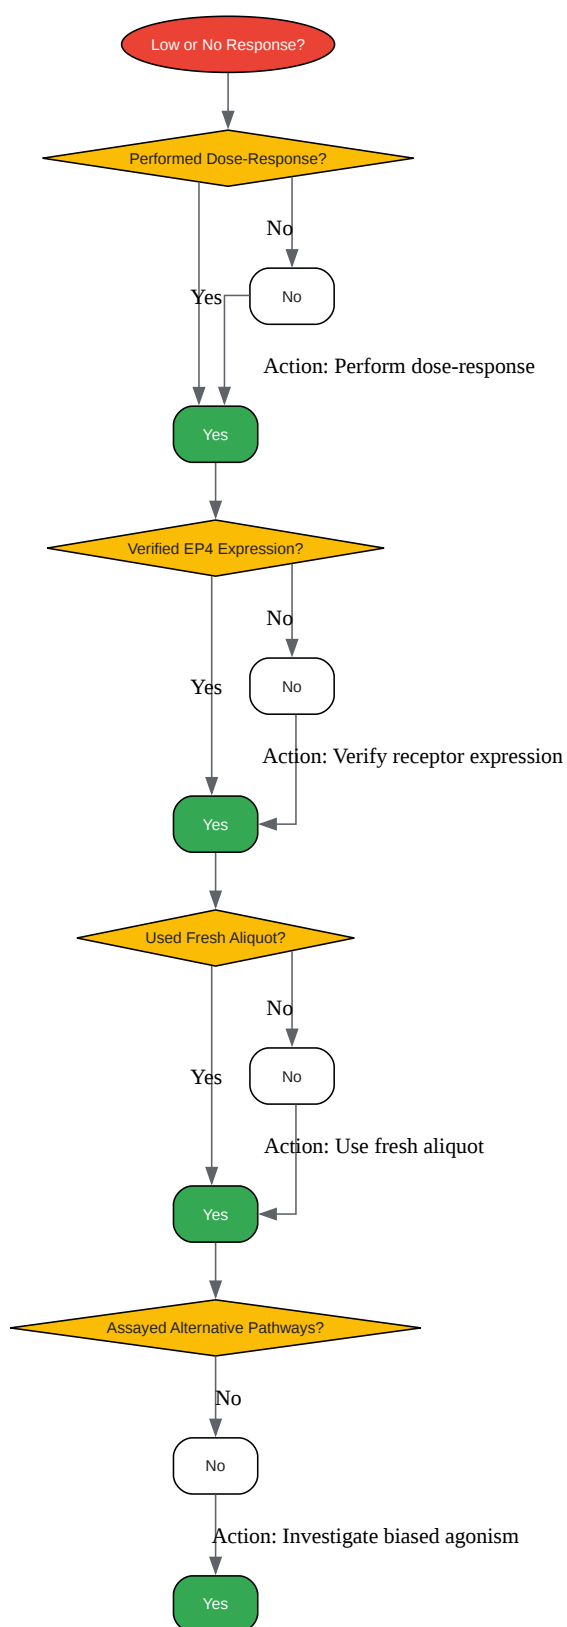 Low or No Response?
Performed Dose-Response?
No
Yes
No
Action: Perform dose-response
Yes
Verified EP4 Expression?
No
Yes
No
Action: Verify receptor expression
Yes
Used Fresh Aliquot?
No
Yes
No
Action: Use fresh aliquot
Yes
Assayed Alternative Pathways?
No
No
Action: Investigate biased agonism
Yes